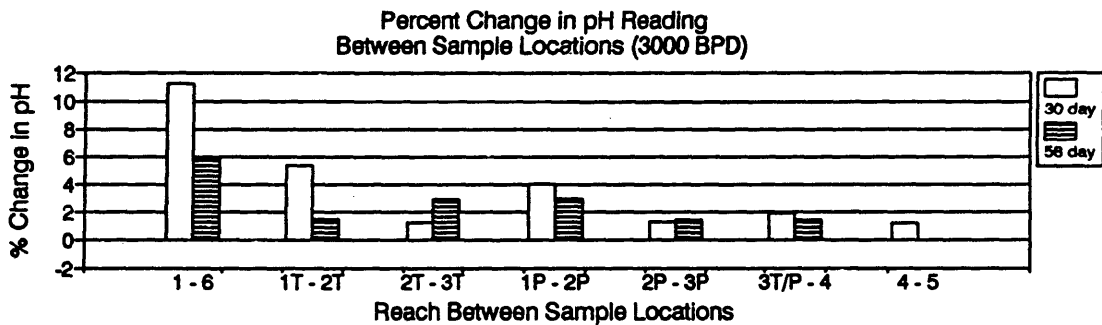 Percent Change in pH Reading
Between Sample Locations (3000 BPD)
% Change in pH
12
10
8
6
4
2
0
-2
1 - 6 1T - 2T 2T - 3T 1P - 2P 2P - 3P 3T/P - 4 4 - 5
Reach Between Sample Locations
30 day
56 day